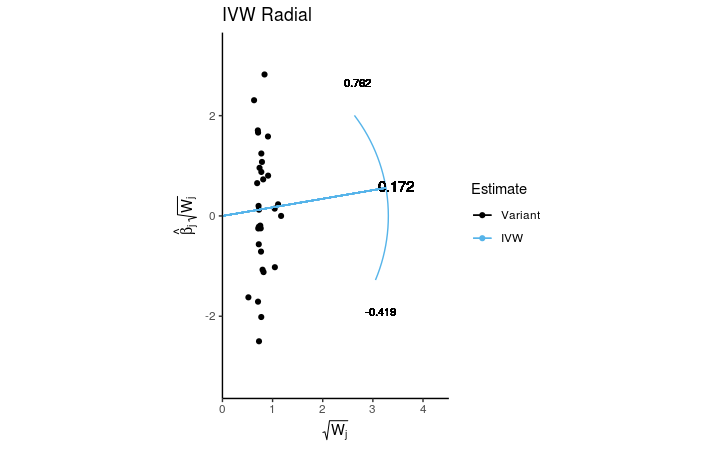 IVW Radial
0.762
2
0.172
0
-0.419
-2
β̂j√Wj
0 1 2 3 4
√Wj
Estimate
Variant
IVW